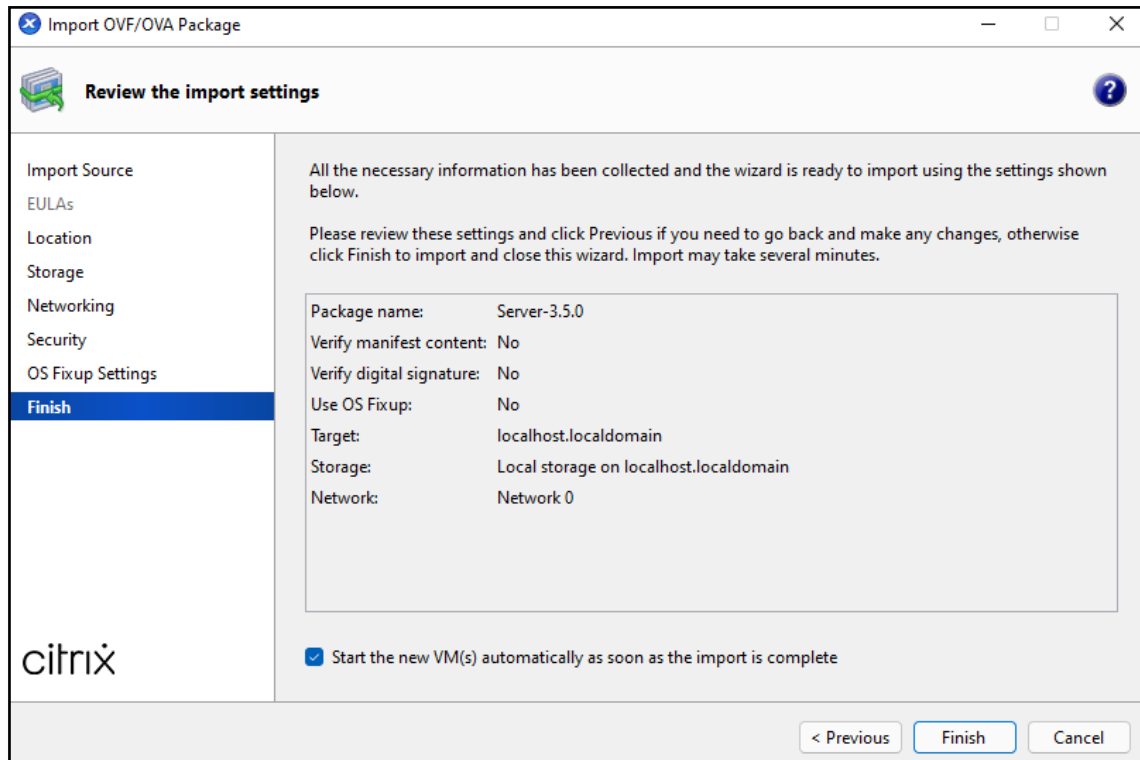 Import OVF/OVA Package
Review the import settings
?
Import Source
EULAs
Location
Storage
Networking
Security
OS Fixup Settings
Finish
All the necessary information has been collected and the wizard is ready to import using the settings shown
below.
Please review these settings and click Previous if you need to go back and make any changes, otherwise
click Finish to import and close this wizard. Import may take several minutes.
Package name: Server-3.5.0
Verify manifest content: No
Verify digital signature: No
Use OS Fixup: No
Target: localhost.localdomain
Storage: Local storage on localhost.localdomain
Network: Network 0
citrix
Start the new VM(s) automatically as soon as the import is complete
< Previous
Finish
Cancel